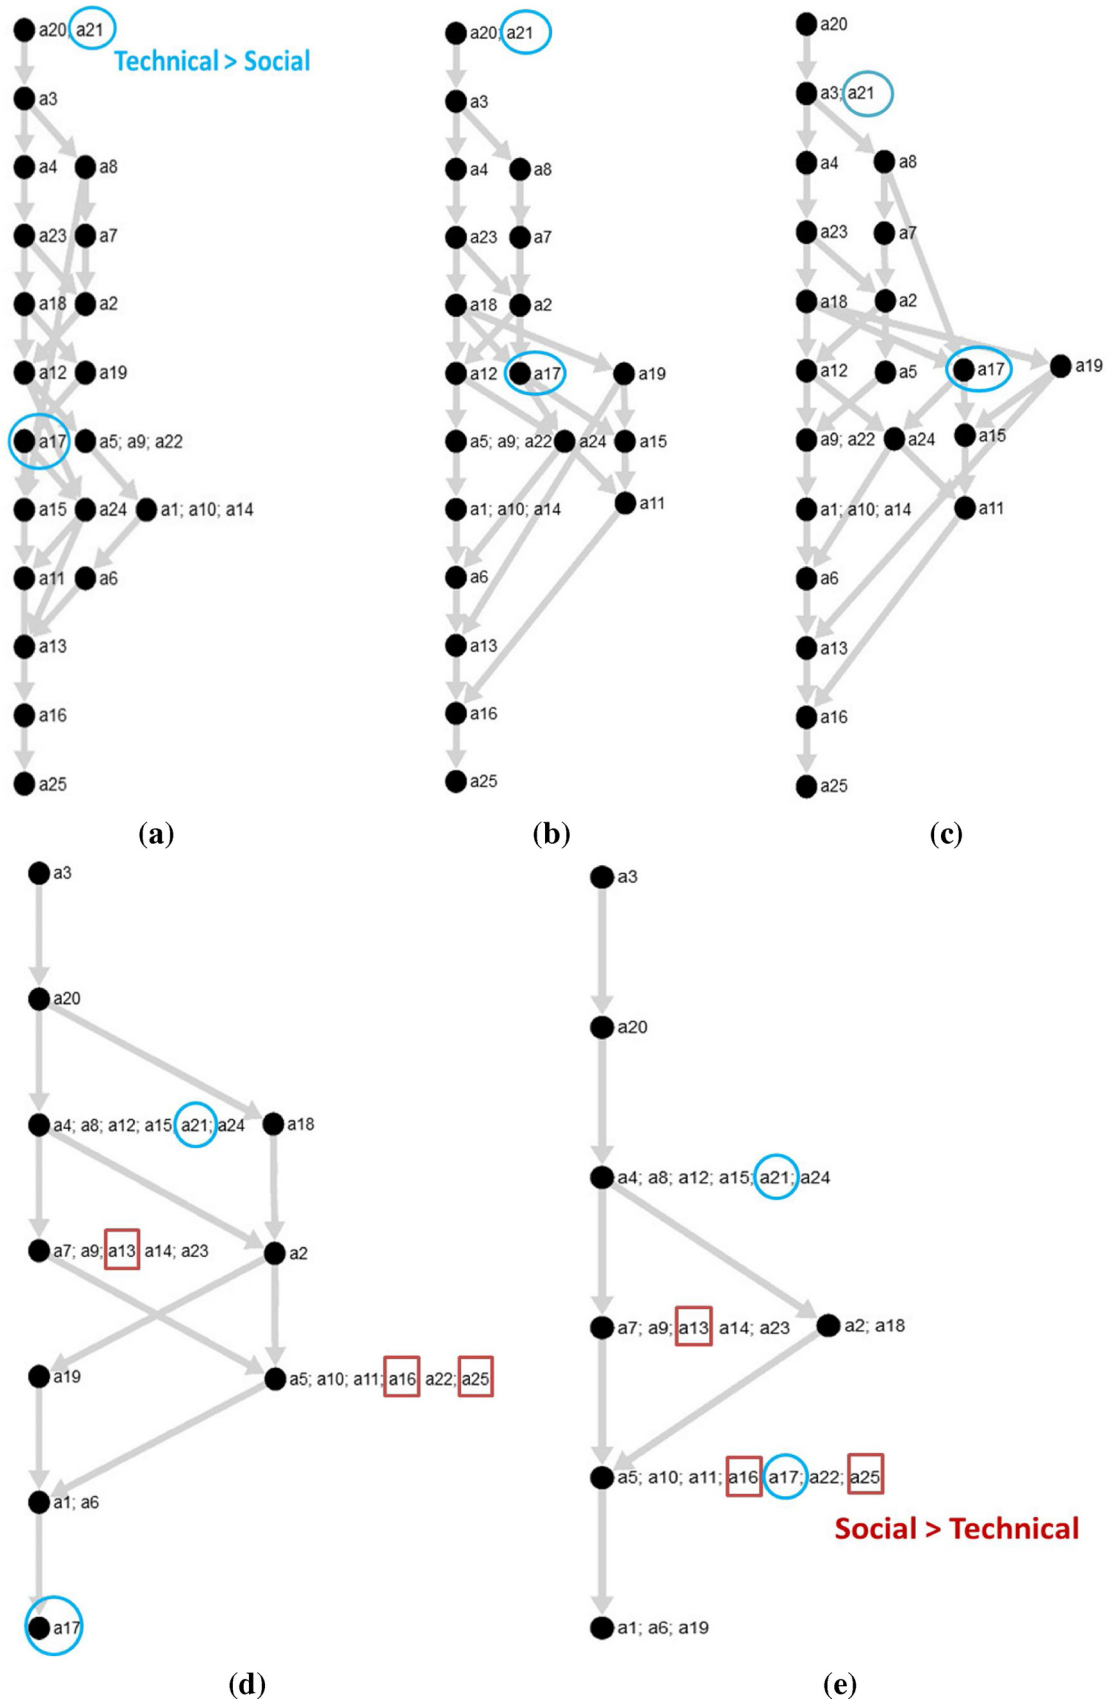 a20; a21
Technical > Social
a3
a4 a8
a23 a7
a18 a2
a12 a19
a17 a5; a9; a22
a15 a24 a1; a10; a14
a11 a6
a13
a16
a25
(a)
a20; a21
a3
a4 a8
a23 a7
a18 a2
a12 a17 a19
a5; a9; a22 a24 a15
a1; a10; a14 a11
a6
a13
a16
a25
(b)
a20
a3; a21
a4 a8
a23 a7
a18 a2
a12 a5 a17 a19
a9; a22 a24 a15
a1; a10; a14 a11
a6
a13
a16
a25
(c)
a3
a20
a4; a8; a12; a15; a21; a24 a18
a7; a9; a13 a14; a23 a2
a19 a5; a10; a11; a16 a22; a25
a1; a6
a17
(d)
a3
a20
a4; a8; a12; a15; a21; a24
a7; a9; a13 a14; a23 a2; a18
a5; a10; a11; a16 a17; a22; a25
Social > Technical
a1; a6; a19
(e)